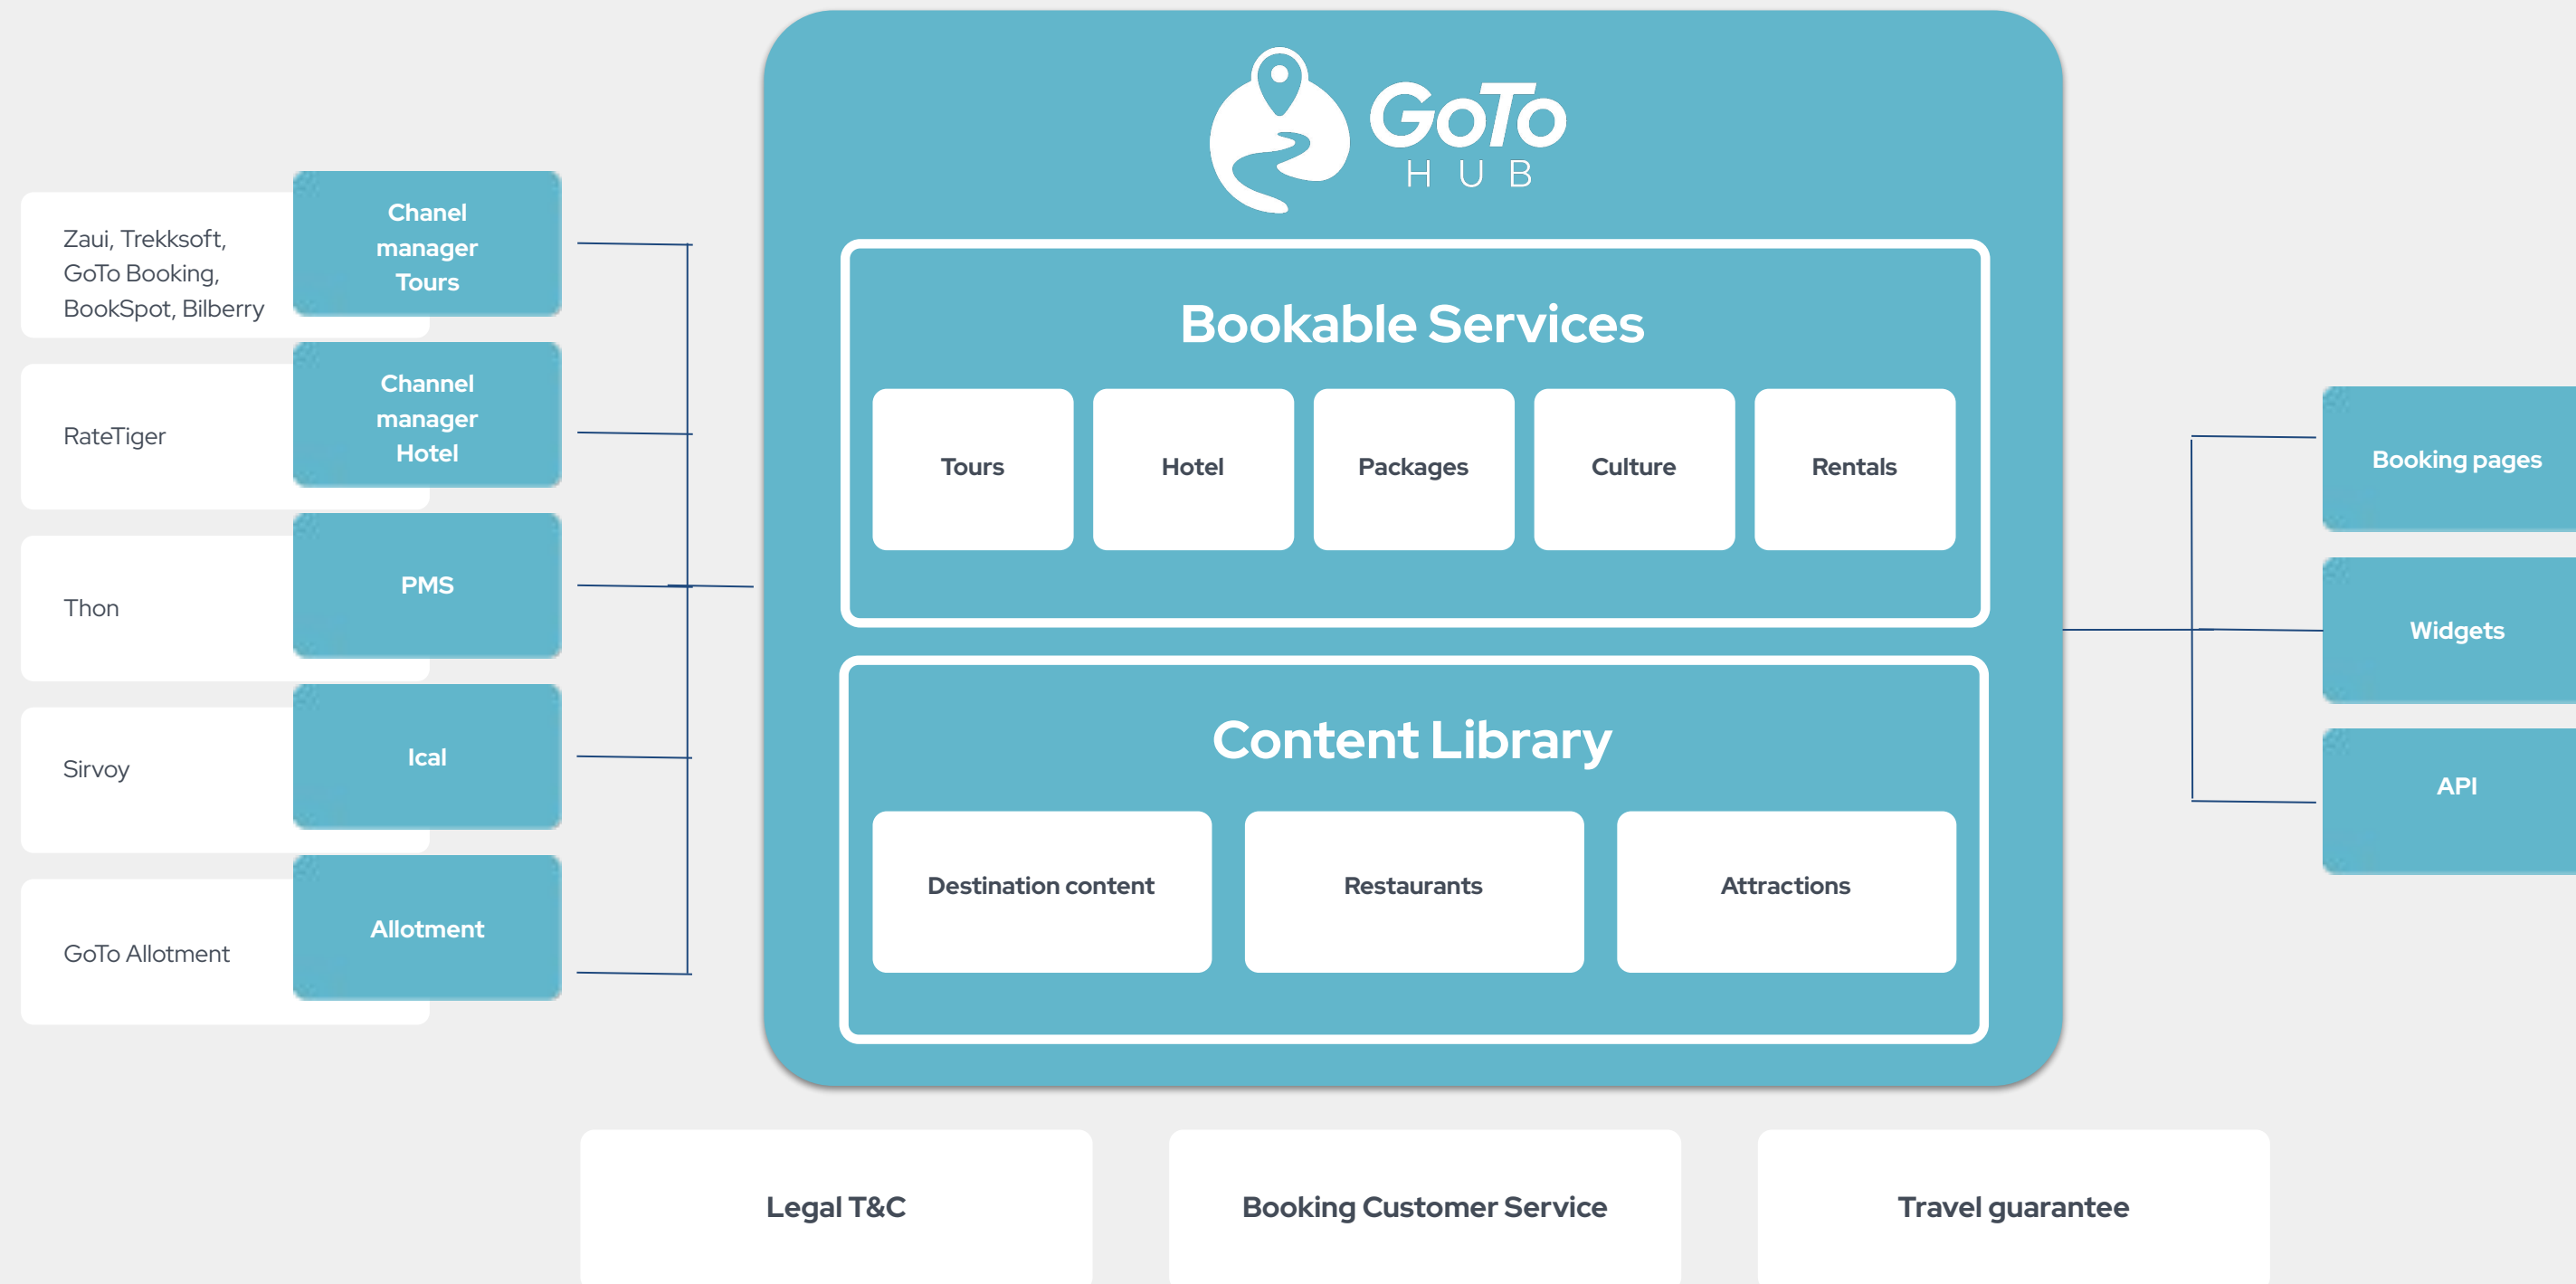 GoTo
HUB
Zaui, Trekksoft,
GoTo Booking,
BookSpot, Bilberry
Chanel
manager
Tours
RateTiger
Channel
manager
Hotel
Thon
PMS
Sirvoy
Ical
GoTo Allotment
Allotment
Bookable Services
Tours
Hotel
Packages
Culture
Rentals
Content Library
Destination content
Restaurants
Attractions
Booking pages
Widgets
API
Legal T&C
Booking Customer Service
Travel guarantee